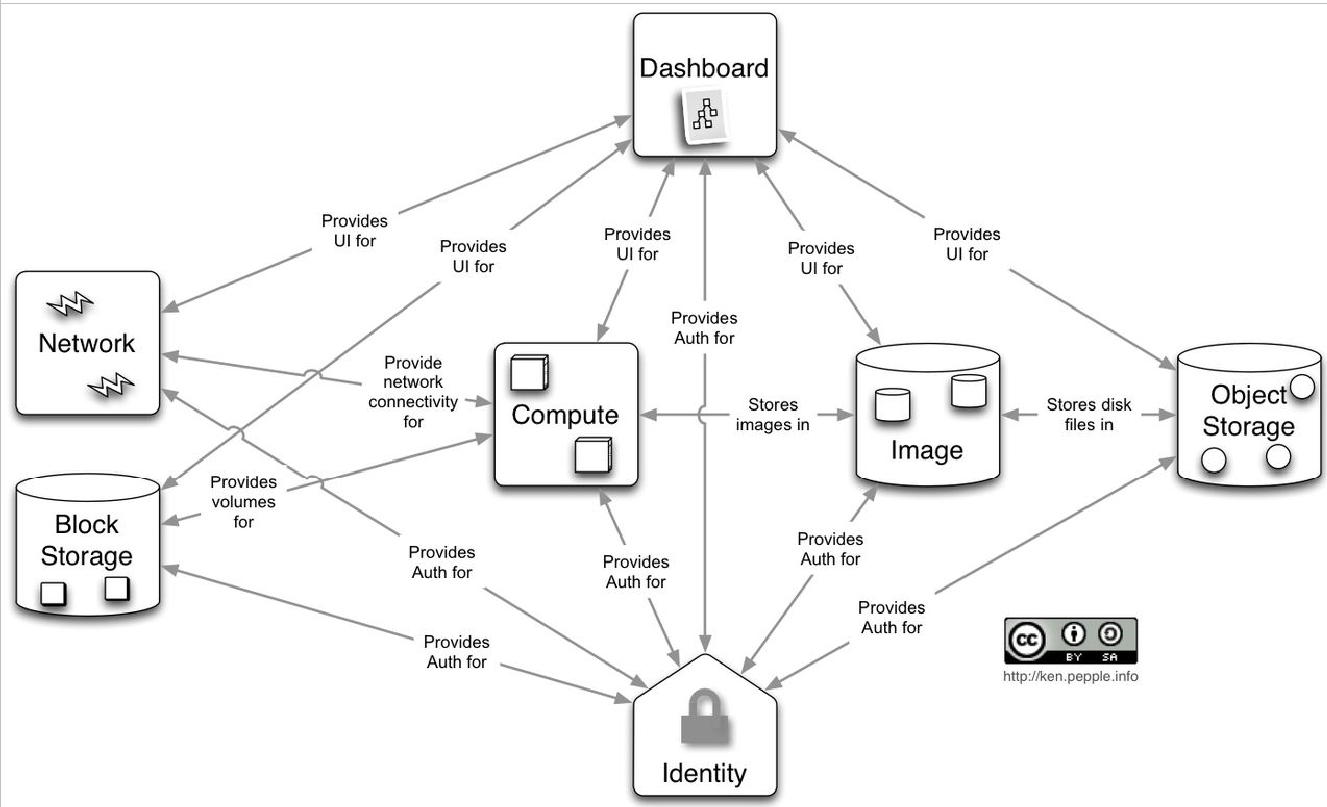 Dashboard
Provides
UI for
Provides
UI for
Provides
UI for
Provides
UI for
Provides
UI for
Network
Provides
Auth for
Provide
network
connectivity
for
Compute
Stores
images in
Image
Stores disk
files in
Object
Storage
Block
Storage
Provides
volumes
for
Provides
Auth for
Provides
Auth for
Provides
Auth for
Provides
Auth for
Provides
Auth for
Identity
cc
BY SA
http://ken.pepple.info